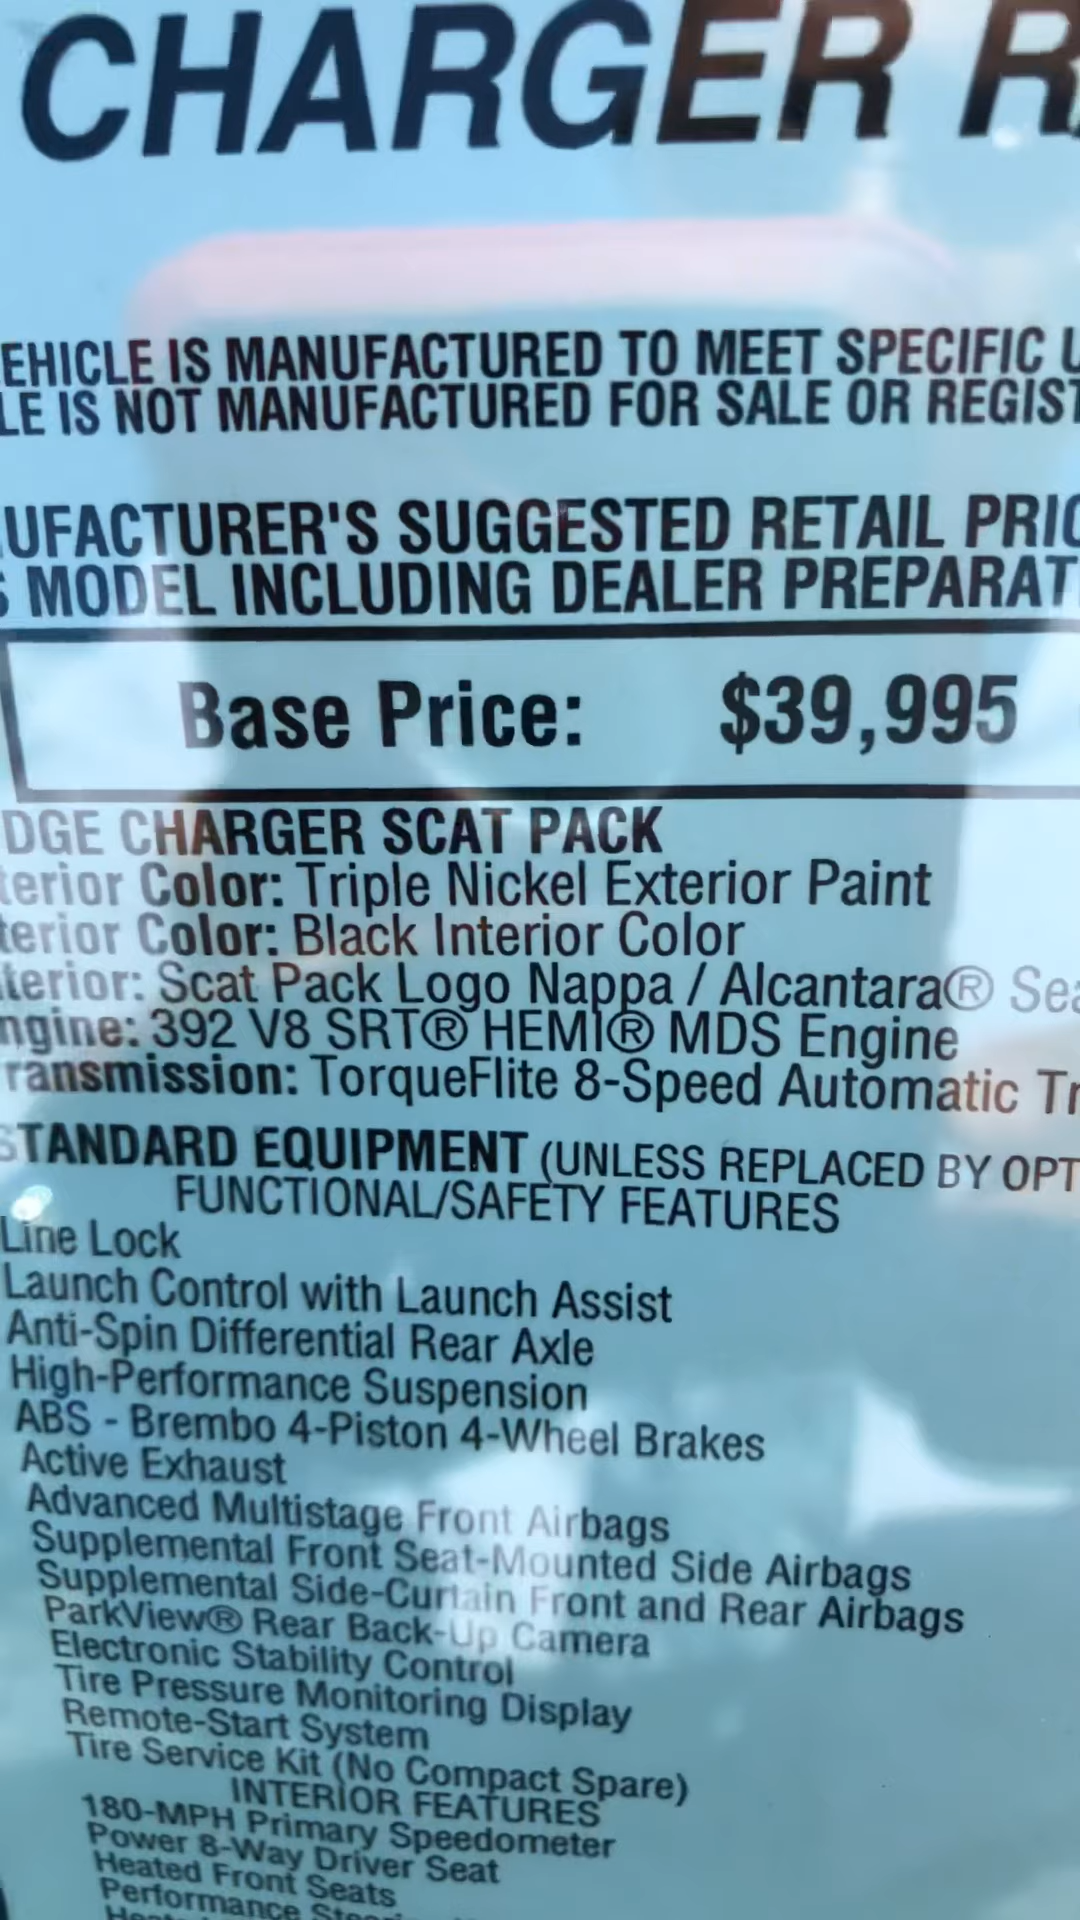 CHARGER R
EHICLE IS MANUFACTURED TO MEET SPECIFIC U
LE IS NOT MANUFACTURED FOR SALE OR REGIST
UFACTURER'S SUGGESTED RETAIL PRIC
S MODEL INCLUDING DEALER PREPARAT
Base Price: $39,995
DGE CHARGER SCAT PACK
terior Color: Triple Nickel Exterior Paint
terior Color: Black Interior Color
terior: Scat Pack Logo Nappa / Alcantara® Sea
ngine: 392 V8 SRT® HEMI® MDS Engine
ransmission: TorqueFlite 8-Speed Automatic Tr
STANDARD EQUIPMENT (UNLESS REPLACED BY OPT
FUNCTIONAL/SAFETY FEATURES
Line Lock
Launch Control with Launch Assist
Anti-Spin Differential Rear Axle
High-Performance Suspension
ABS - Brembo 4-Piston 4-Wheel Brakes
Active Exhaust
Advanced Multistage Front Airbags
Supplemental Front Seat-Mounted Side Airbags
Supplemental Side-Curtain Front and Rear Airbags
ParkView® Rear Back-Up Camera
Electronic Stability Control
Tire Pressure Monitoring Display
Remote-Start System
Tire Service Kit (No Compact Spare)
INTERIOR FEATURES
180-MPH Primary Speedometer
Power 8-Way Driver Seat
Heated Front Seats
Performance